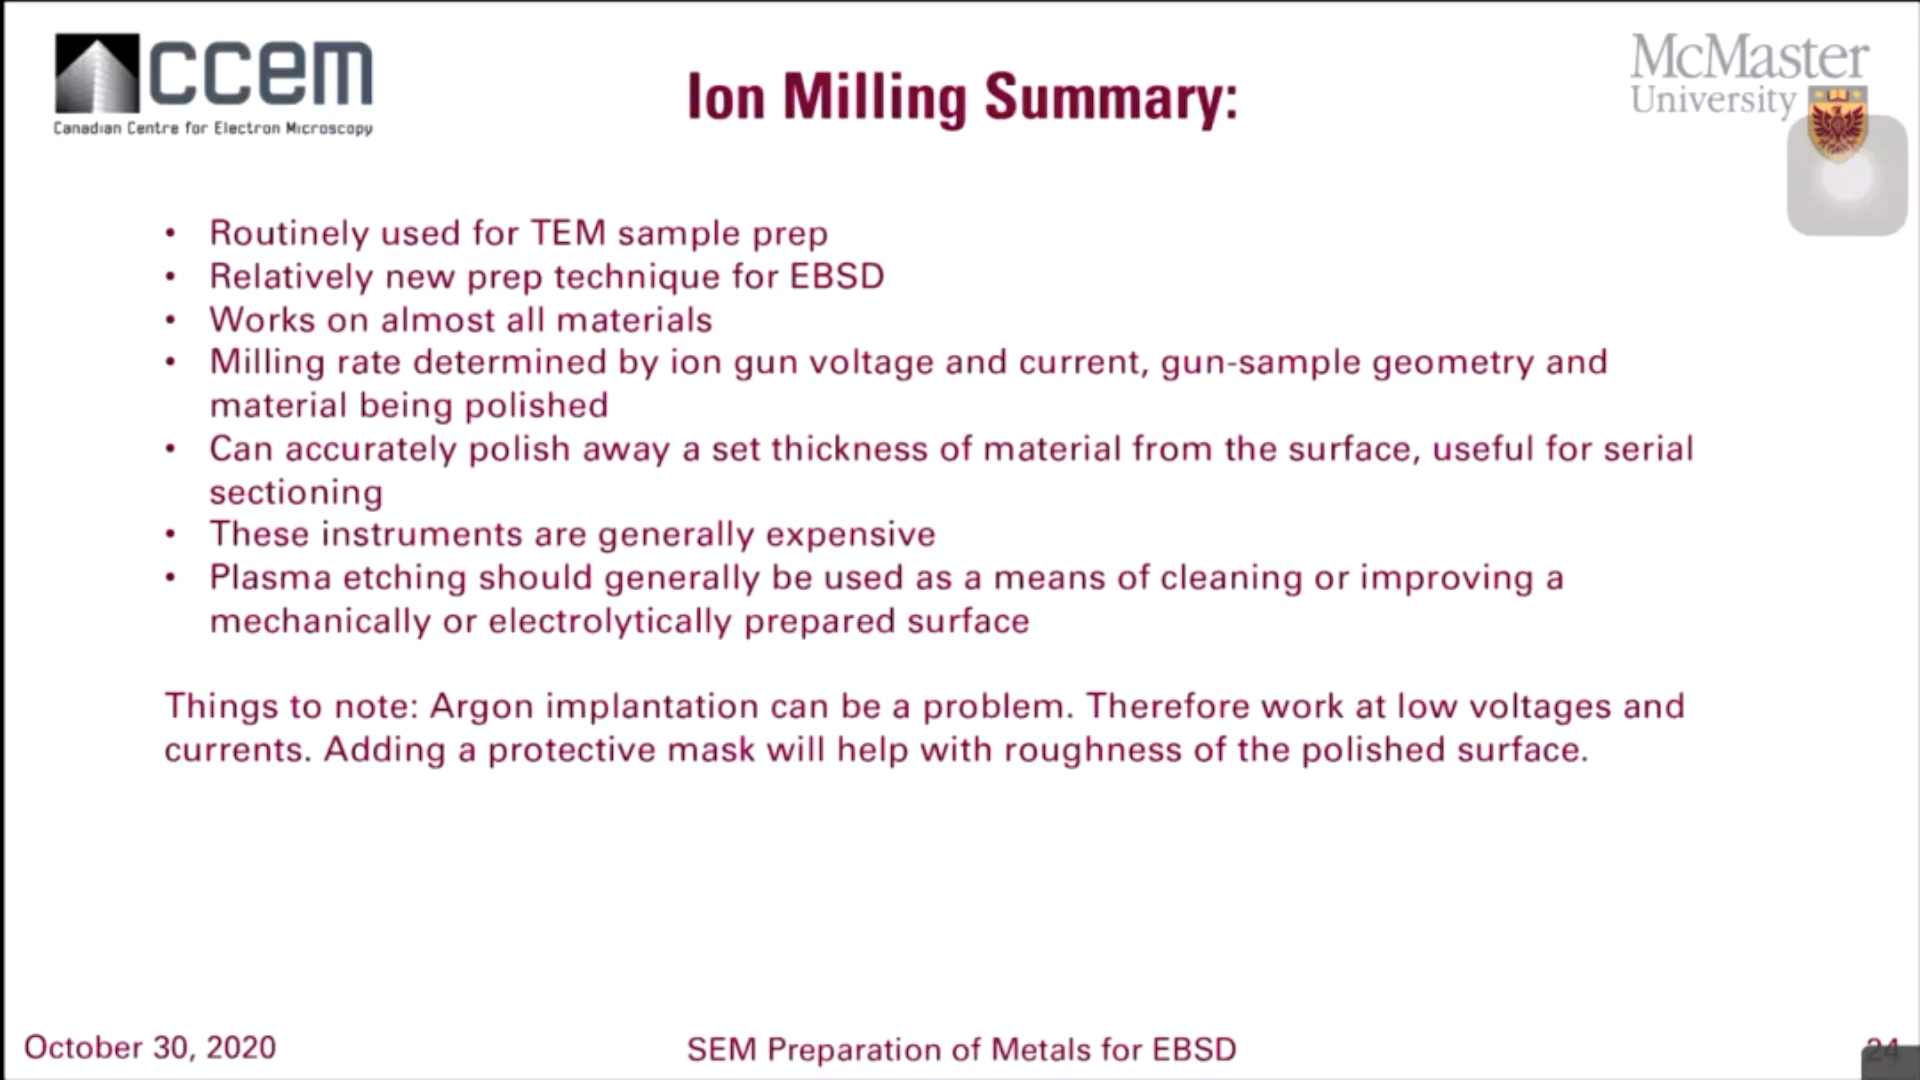 ccem
Canadian Centre for Electron Microscopy
Ion Milling Summary:
McMaster
University
• Routinely used for TEM sample prep
• Relatively new prep technique for EBSD
• Works on almost all materials
• Milling rate determined by ion gun voltage and current, gun-sample geometry and
material being polished
• Can accurately polish away a set thickness of material from the surface, useful for serial
sectioning
• These instruments are generally expensive
• Plasma etching should generally be used as a means of cleaning or improving a
mechanically or electrolytically prepared surface
Things to note: Argon implantation can be a problem. Therefore work at low voltages and
currents. Adding a protective mask will help with roughness of the polished surface.
October 30, 2020
SEM Preparation of Metals for EBSD
24